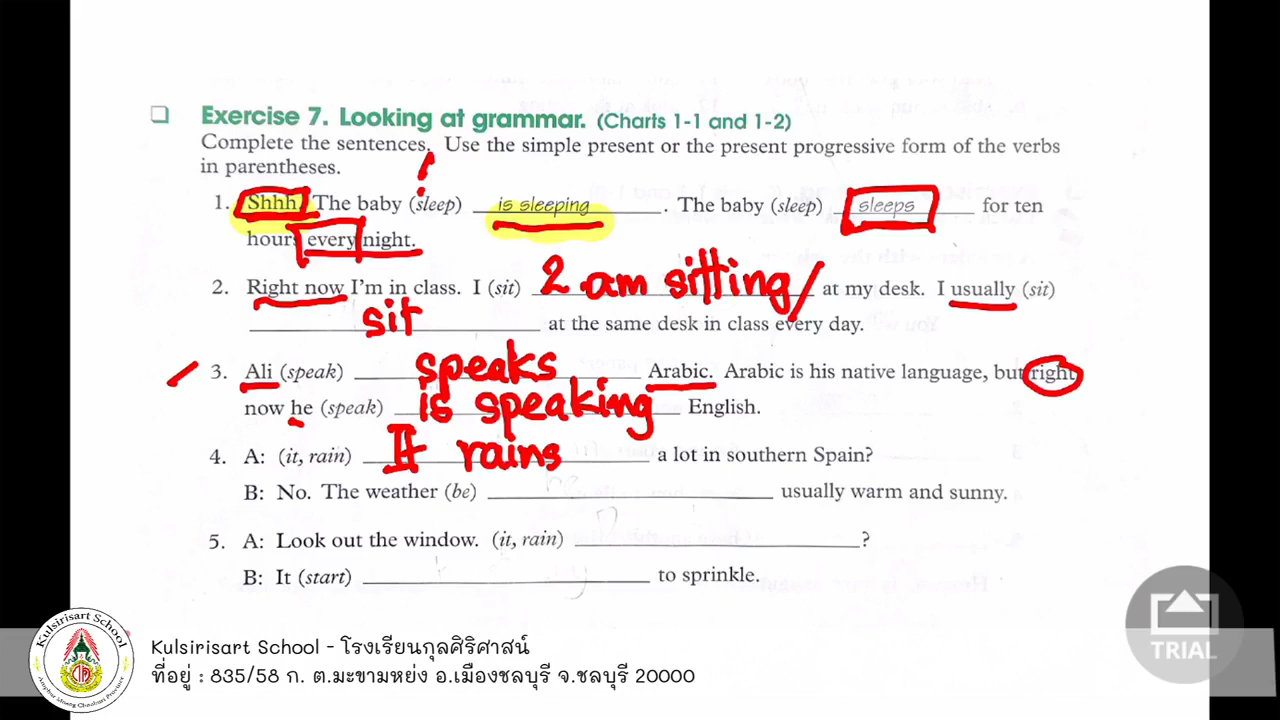 Exercise 7. Looking at grammar. (Charts 1-1 and 1-2)
Complete the sentences. Use the simple present or the present progressive form of the verbs
in parentheses.
1. Shhh. The baby (sleep) is sleeping . The baby (sleep) sleeps for ten
hours every night.
2. Right now I'm in class. I (sit) 2. am sitting / at my desk. I usually (sit)
sit at the same desk in class every day.
3. Ali (speak) speaks Arabic. Arabic is his native language, but right
now he (speak) is speaking English.
4. A: (it, rain) It rains a lot in southern Spain?
B: No. The weather (be) ____ usually warm and sunny.
5. A: Look out the window. (it, rain) ____ ?
B: It (start) ____ to sprinkle.
Kulsirisart School
Kulsirisart School - โรงเรียนกุลศิริศาสน์
ที่อยู่ : 835/58 ก. ต.มะขามหย่ง อ.เมืองชลบุรี จ.ชลบุรี 20000
TRIAL